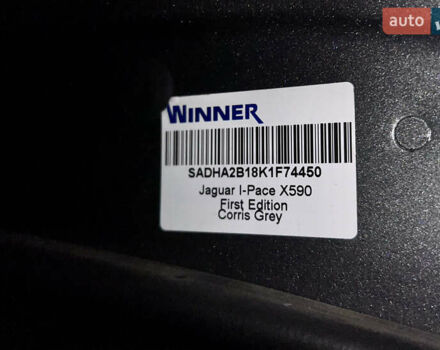 auto
WINNER
SADHA2B18K1F74450
Jaguar I-Pace X590
First Edition
Corris Grey